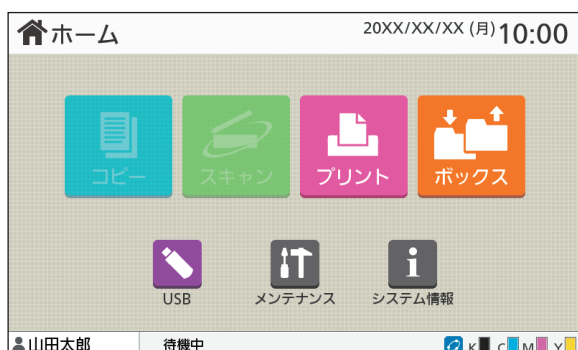 ホーム
20XX/XX/XX (月) 10:00
コピー
スキャン
プリント
ボックス
USB
メンテナンス
システム情報
山田太郎
待機中
K C M Y